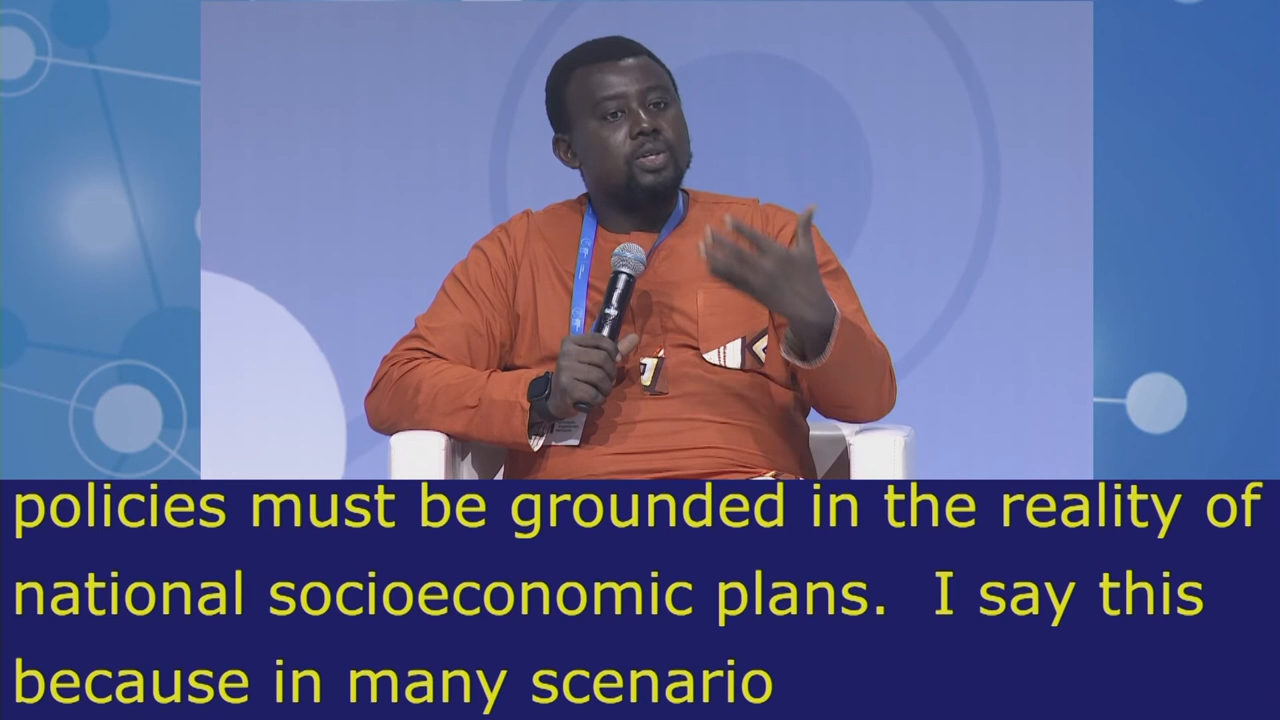 policies must be grounded in the reality of
national socioeconomic plans.  I say this
because in many scenario